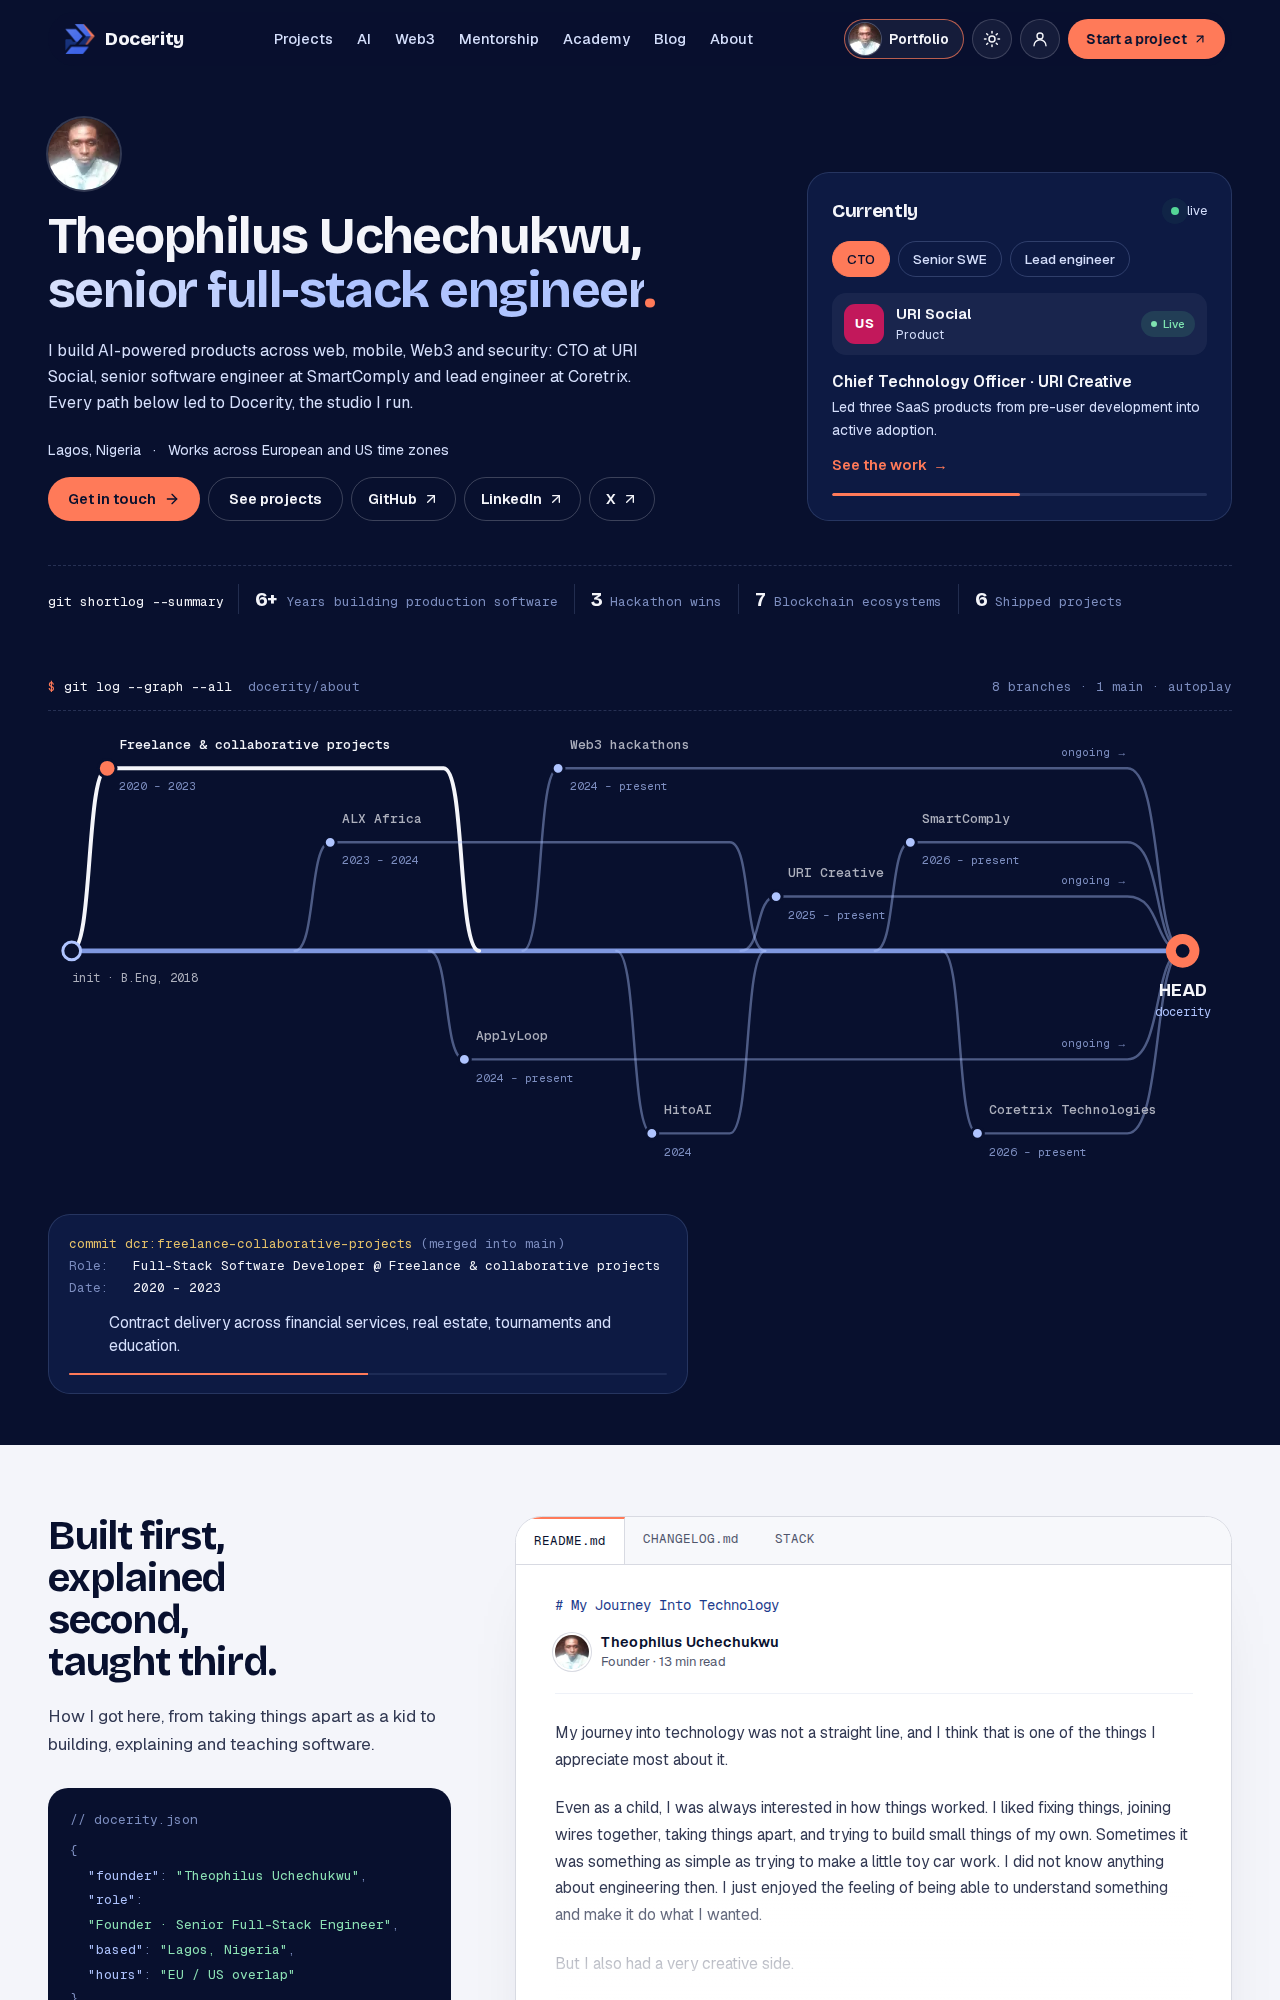 Docerity
Projects AI Web3 Mentorship Academy Blog About
Portfolio
Start a project
Theophilus Uchechukwu,
senior full-stack engineer.
I build AI-powered products across web, mobile, Web3 and security: CTO at URI
Social, senior software engineer at SmartComply and lead engineer at Coretrix.
Every path below led to Docerity, the studio I run.
Lagos, Nigeria · Works across European and US time zones
Get in touch → See projects GitHub ↗ LinkedIn ↗ X ↗
Currently
live
CTO Senior SWE Lead engineer
US
URI Social
Product
Live
Chief Technology Officer · URI Creative
Led three SaaS products from pre-user development into
active adoption.
See the work →
git shortlog --summary
6+ Years building production software
3 Hackathon wins
7 Blockchain ecosystems
6 Shipped projects
$ git log --graph --all docerity/about
8 branches · 1 main · autoplay
Freelance & collaborative projects
2020 – 2023
Web3 hackathons
2024 – present
ongoing →
ALX Africa
2023 – 2024
SmartComply
2026 – present
URI Creative
2025 – present
ongoing →
init · B.Eng, 2018
HEAD
docerity
ApplyLoop
2024 – present
ongoing →
HitoAI
2024
Coretrix Technologies
2026 – present
commit dcr:freelance-collaborative-projects (merged into main)
Role: Full-Stack Software Developer @ Freelance & collaborative projects
Date: 2020 – 2023
Contract delivery across financial services, real estate, tournaments and
education.
Built first,
explained
second,
taught third.
How I got here, from taking things apart as a kid to
building, explaining and teaching software.
// docerity.json
{
"founder": "Theophilus Uchechukwu",
"role":
"Founder · Senior Full-Stack Engineer",
"based": "Lagos, Nigeria",
"hours": "EU / US overlap"
}
README.md CHANGELOG.md STACK
# My Journey Into Technology
Theophilus Uchechukwu
Founder · 13 min read
My journey into technology was not a straight line, and I think that is one of the things I
appreciate most about it.
Even as a child, I was always interested in how things worked. I liked fixing things, joining
wires together, taking things apart, and trying to build small things of my own. Sometimes it
was something as simple as trying to make a little toy car work. I did not know anything
about engineering then. I just enjoyed the feeling of being able to understand something
and make it do what I wanted.
But I also had a very creative side.